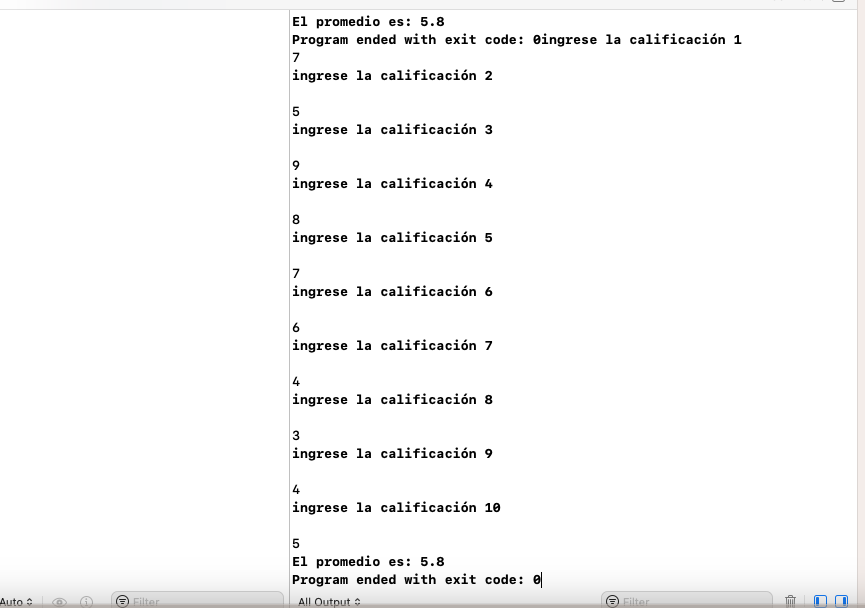 El promedio es: 5.8
Program ended with exit code: 0ingrese la calificación 1
7
ingrese la calificación 2
5
ingrese la calificación 3
9
ingrese la calificación 4
8
ingrese la calificación 5
7
ingrese la calificación 6
6
ingrese la calificación 7
4
ingrese la calificación 8
3
ingrese la calificación 9
4
ingrese la calificación 10
5
El promedio es: 5.8
Program ended with exit code: 0
Auto Filter All Output Filter